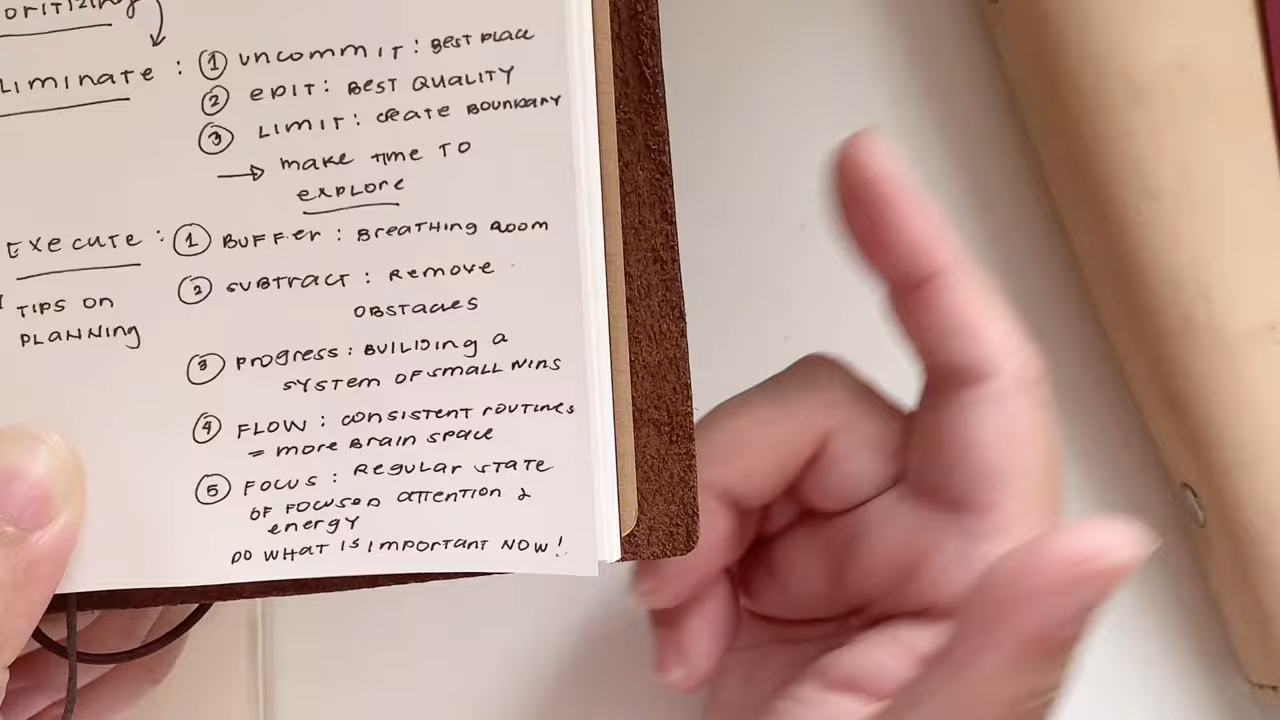 oritizing
liminate : ① uncommit : Best place
② edit : Best quality
③ Limit : create Boundary
→ make time to
explore
Execute : ① Buffer : Breathing Room
② subtract : Remove
obstacles
Tips on
planning
③ Progress : Building a
system of small wins
④ Flow : consistent routines
= more Brain space
⑤ Focus : Regular state
of focused attention &
energy
Do what is important now!